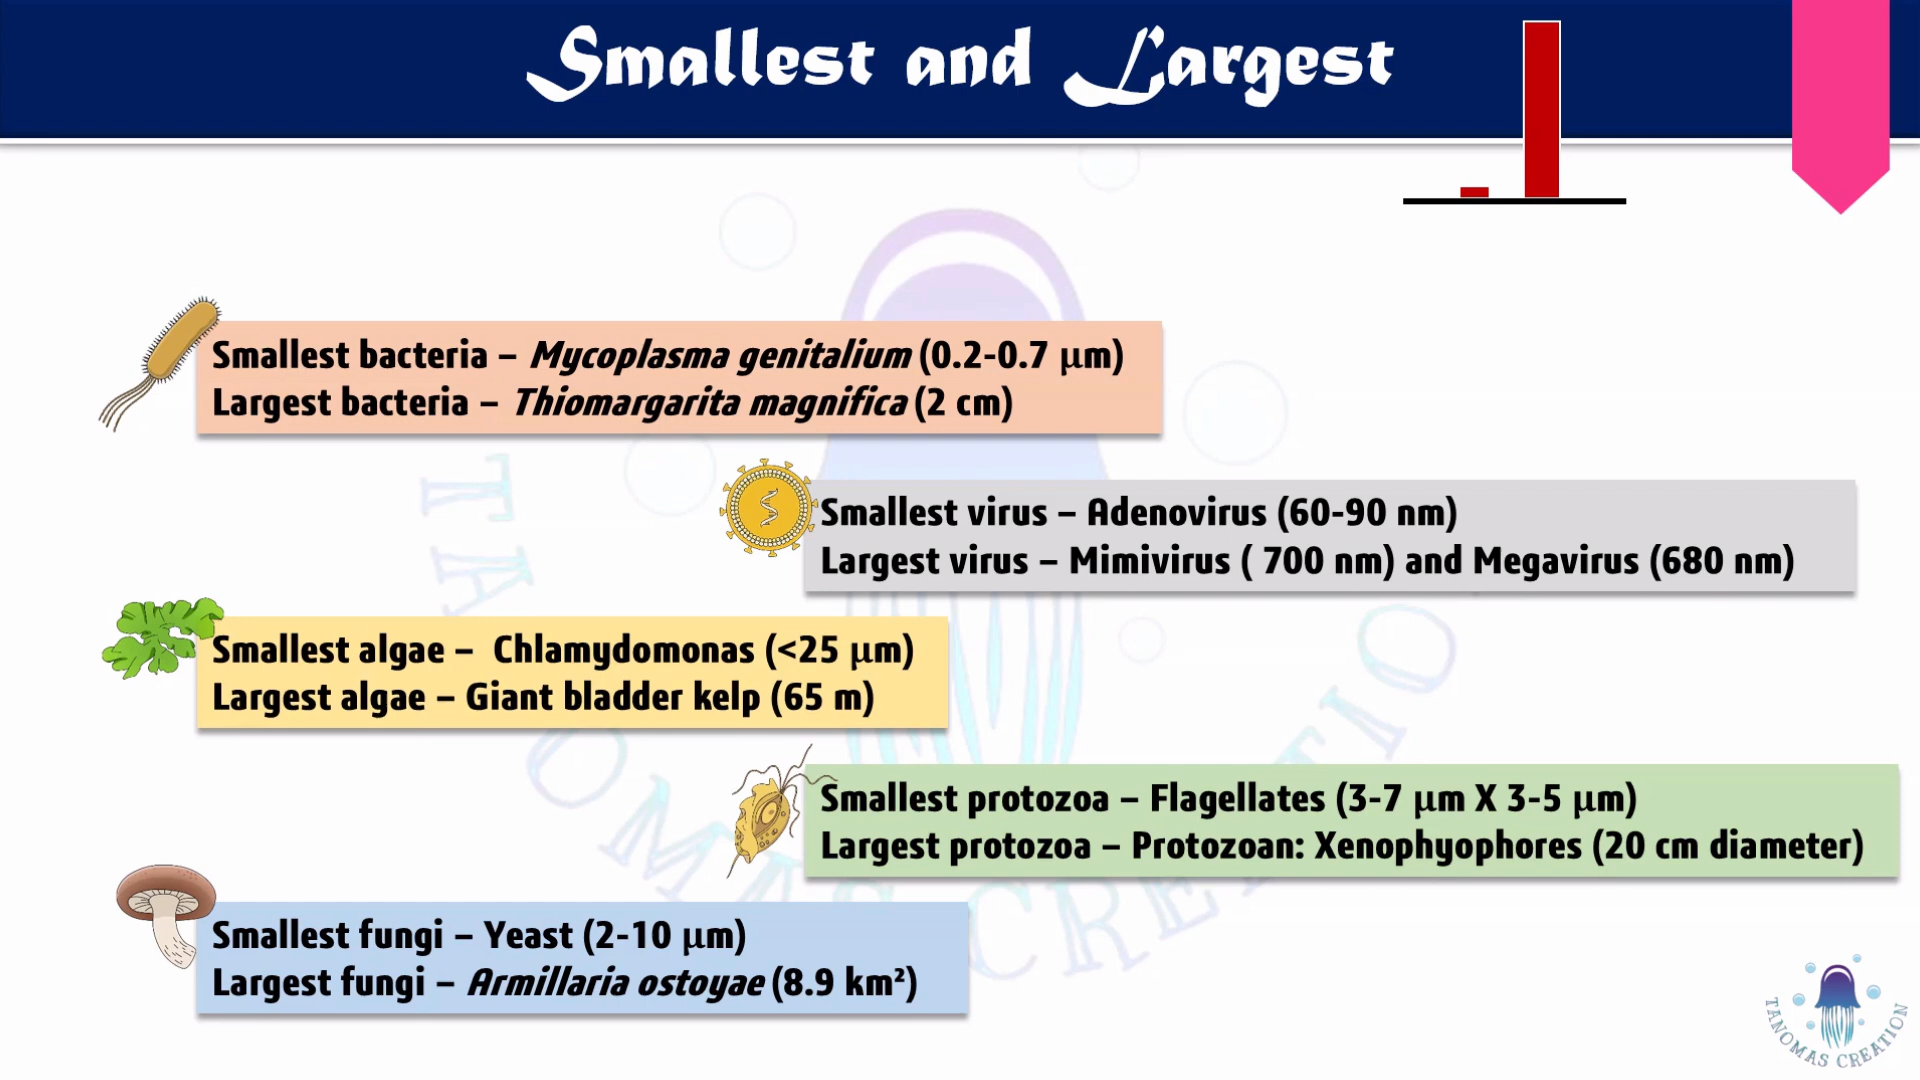 Smallest and Largest
Smallest bacteria – Mycoplasma genitalium (0.2-0.7 µm)
Largest bacteria – Thiomargarita magnifica (2 cm)
Smallest virus – Adenovirus (60-90 nm)
Largest virus – Mimivirus ( 700 nm) and Megavirus (680 nm)
Smallest algae – Chlamydomonas (<25 µm)
Largest algae – Giant bladder kelp (65 m)
Smallest protozoa – Flagellates (3-7 µm X 3-5 µm)
Largest protozoa – Protozoan: Xenophyophores (20 cm diameter)
Smallest fungi – Yeast (2-10 µm)
Largest fungi – Armillaria ostoyae (8.9 km²)
TANOMAS CREATION